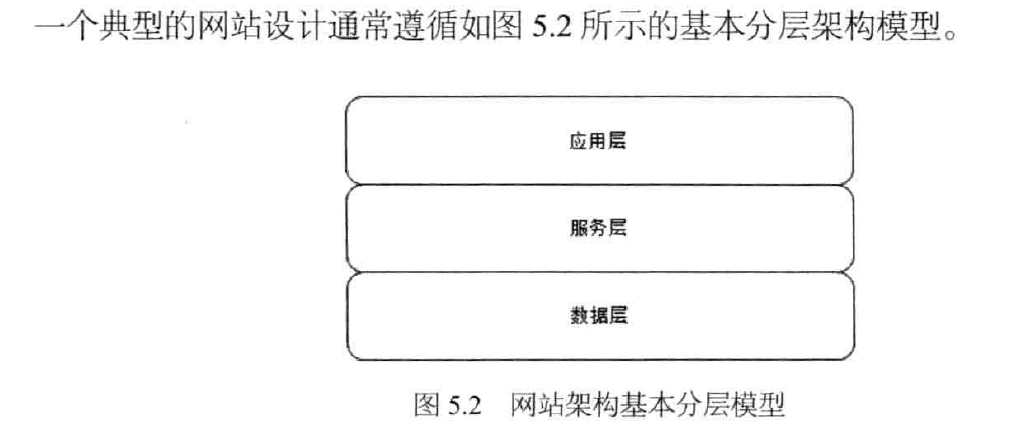 一个典型的网站设计通常遵循如图 5.2 所示的基本分层架构模型。
应用层
服务层
数据层
图 5.2 网站架构基本分层模型